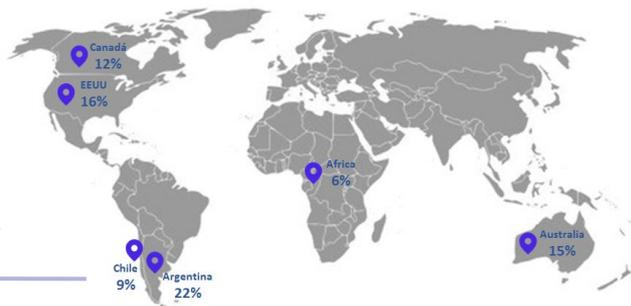 Canadá
12%
EEUU
16%
Africa
6%
Australia
15%
Chile
9%
Argentina
22%